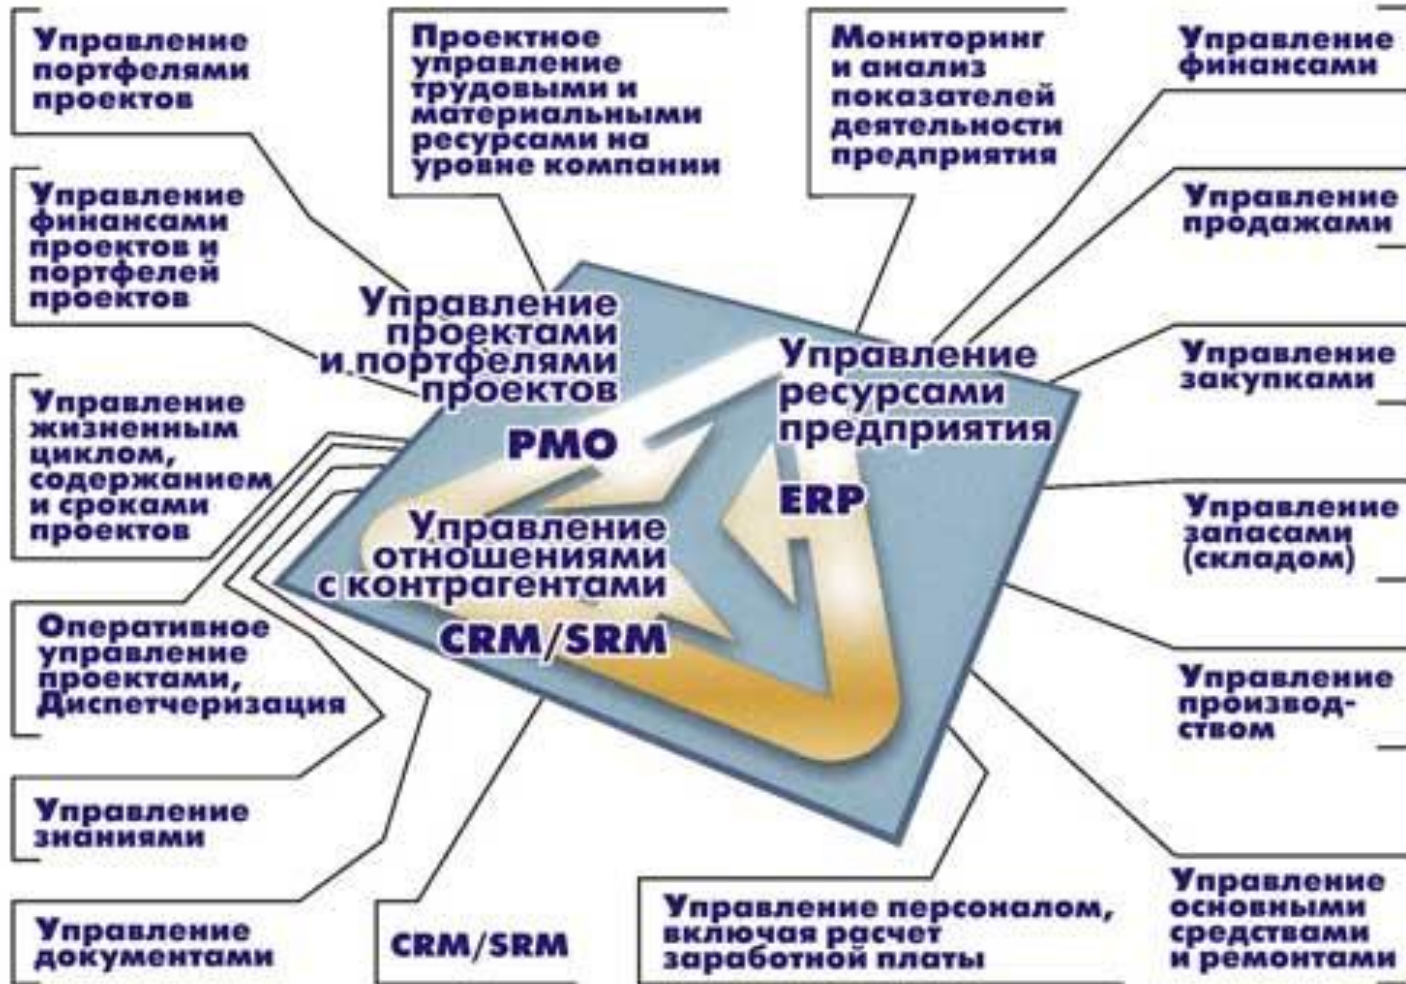 Управление
портфелями
проектов
Проектное
управление
трудовыми и
материальными
ресурсами на
уровне компании
Мониторинг
и анализ
показателей
деятельности
предприятия
Управление
финансами
Управление
финансами
проектов и
портфелей
проектов
Управление
продажами
Управление
проектами
и портфелями
проектов
PMO
Управление
ресурсами
предприятия
ERP
Управление
закупками
Управление
жизненным
циклом,
содержанием
и сроками
проектов
Управление
отношениями
с контрагентами
CRM/SRM
Управление
запасами
(складом)
Оперативное
управление
проектами,
Диспетчеризация
Управление
производ-
ством
Управление
знаниями
Управление
документами
CRM/SRM
Управление персоналом,
включая расчет
заработной платы
Управление
основными
средствами
и ремонтами